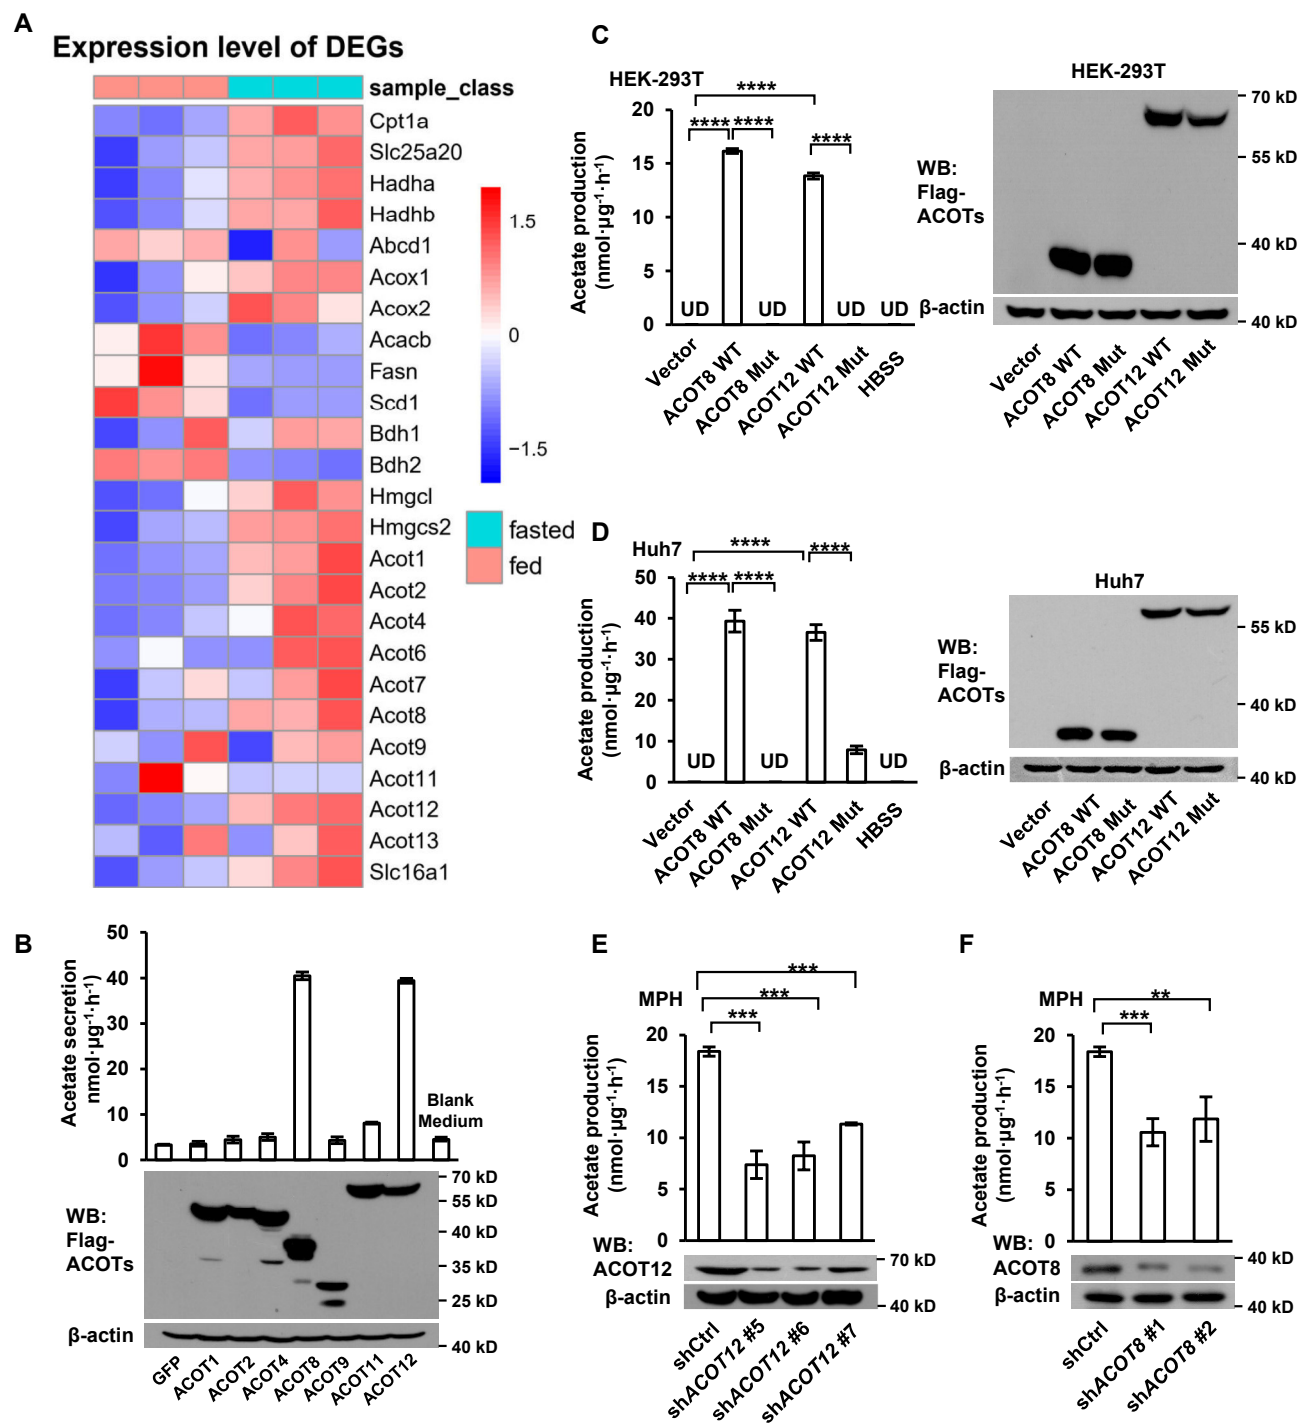 A
Expression level of DEGs
sample_class
Cpt1a
Slc25a20
Hadha
Hadhb
Abcd1
Acox1
Acox2
Acacb
Fasn
Scd1
Bdh1
Bdh2
Hmgcl
Hmgcs2
Acot1
Acot2
Acot4
Acot6
Acot7
Acot8
Acot9
Acot11
Acot12
Acot13
Slc16a1
1.5
0
−1.5
fasted
fed
B
Acetate secretion
nmol·μg⁻¹·h⁻¹)
50
40
30
20
10
0
Blank
Medium
WB:
Flag-
ACOTs
70 kD
55 kD
40 kD
35 kD
25 kD
β-actin
40 kD
GFP
ACOT1
ACOT2
ACOT4
ACOT8
ACOT9
ACOT11
ACOT12
C
HEK-293T
Acetate production
(nmol·μg⁻¹·h⁻¹)
20
15
10
5
0
****
**** ****
****
UD UD UD UD
Vector
ACOT8 WT
ACOT8 Mut
ACOT12 WT
ACOT12 Mut
HBSS
HEK-293T
WB:
Flag-
ACOTs
70 kD
55 kD
40 kD
β-actin
40 kD
Vector
ACOT8 WT
ACOT8 Mut
ACOT12 WT
ACOT12 Mut
D
Huh7
Acetate production
(nmol·μg⁻¹·h⁻¹)
50
40
30
20
10
0
**** ****
**** ****
UD UD UD
Vector
ACOT8 WT
ACOT8 Mut
ACOT12 WT
ACOT12 Mut
HBSS
Huh7
WB:
Flag-
ACOTs
55 kD
40 kD
β-actin
40 kD
Vector
ACOT8 WT
ACOT8 Mut
ACOT12 WT
ACOT12 Mut
E
MPH
Acetate production
(nmol·μg⁻¹·h⁻¹)
20
15
10
5
0
***
***
***
WB:
ACOT12
70 kD
β-actin
40 kD
shCtrl
shACOT12 #5
shACOT12 #6
shACOT12 #7
F
MPH
Acetate production
(nmol·μg⁻¹·h⁻¹)
20
15
10
5
0
**
***
WB:
ACOT8
40 kD
β-actin
40 kD
shCtrl
shACOT8 #1
shACOT8 #2